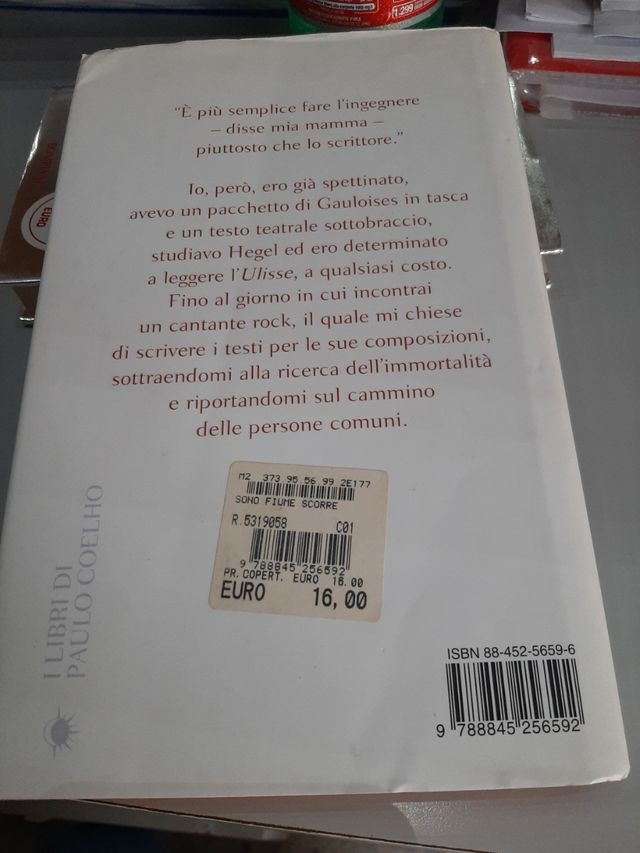 1.299
EURO
"È più semplice fare l'ingegnere
– disse mia mamma –
piuttosto che lo scrittore."
Io, però, ero già spettinato,
avevo un pacchetto di Gauloises in tasca
e un testo teatrale sottobraccio,
studiavo Hegel ed ero determinato
a leggere l'Ulisse, a qualsiasi costo.
Fino al giorno in cui incontrai
un cantante rock, il quale mi chiese
di scrivere i testi per le sue composizioni,
sottraendomi alla ricerca dell'immortalità
e riportandomi sul cammino
delle persone comuni.
M2 373 95.56.99 2E177
SONO FIUME SCORRE
R.5319058 C01
9 788845 256592
PR.COPERT. EURO 16.00
EURO 16,00
I LIBRI DI
PAULO COELHO
ISBN 88-452-5659-6
9 788845 256592